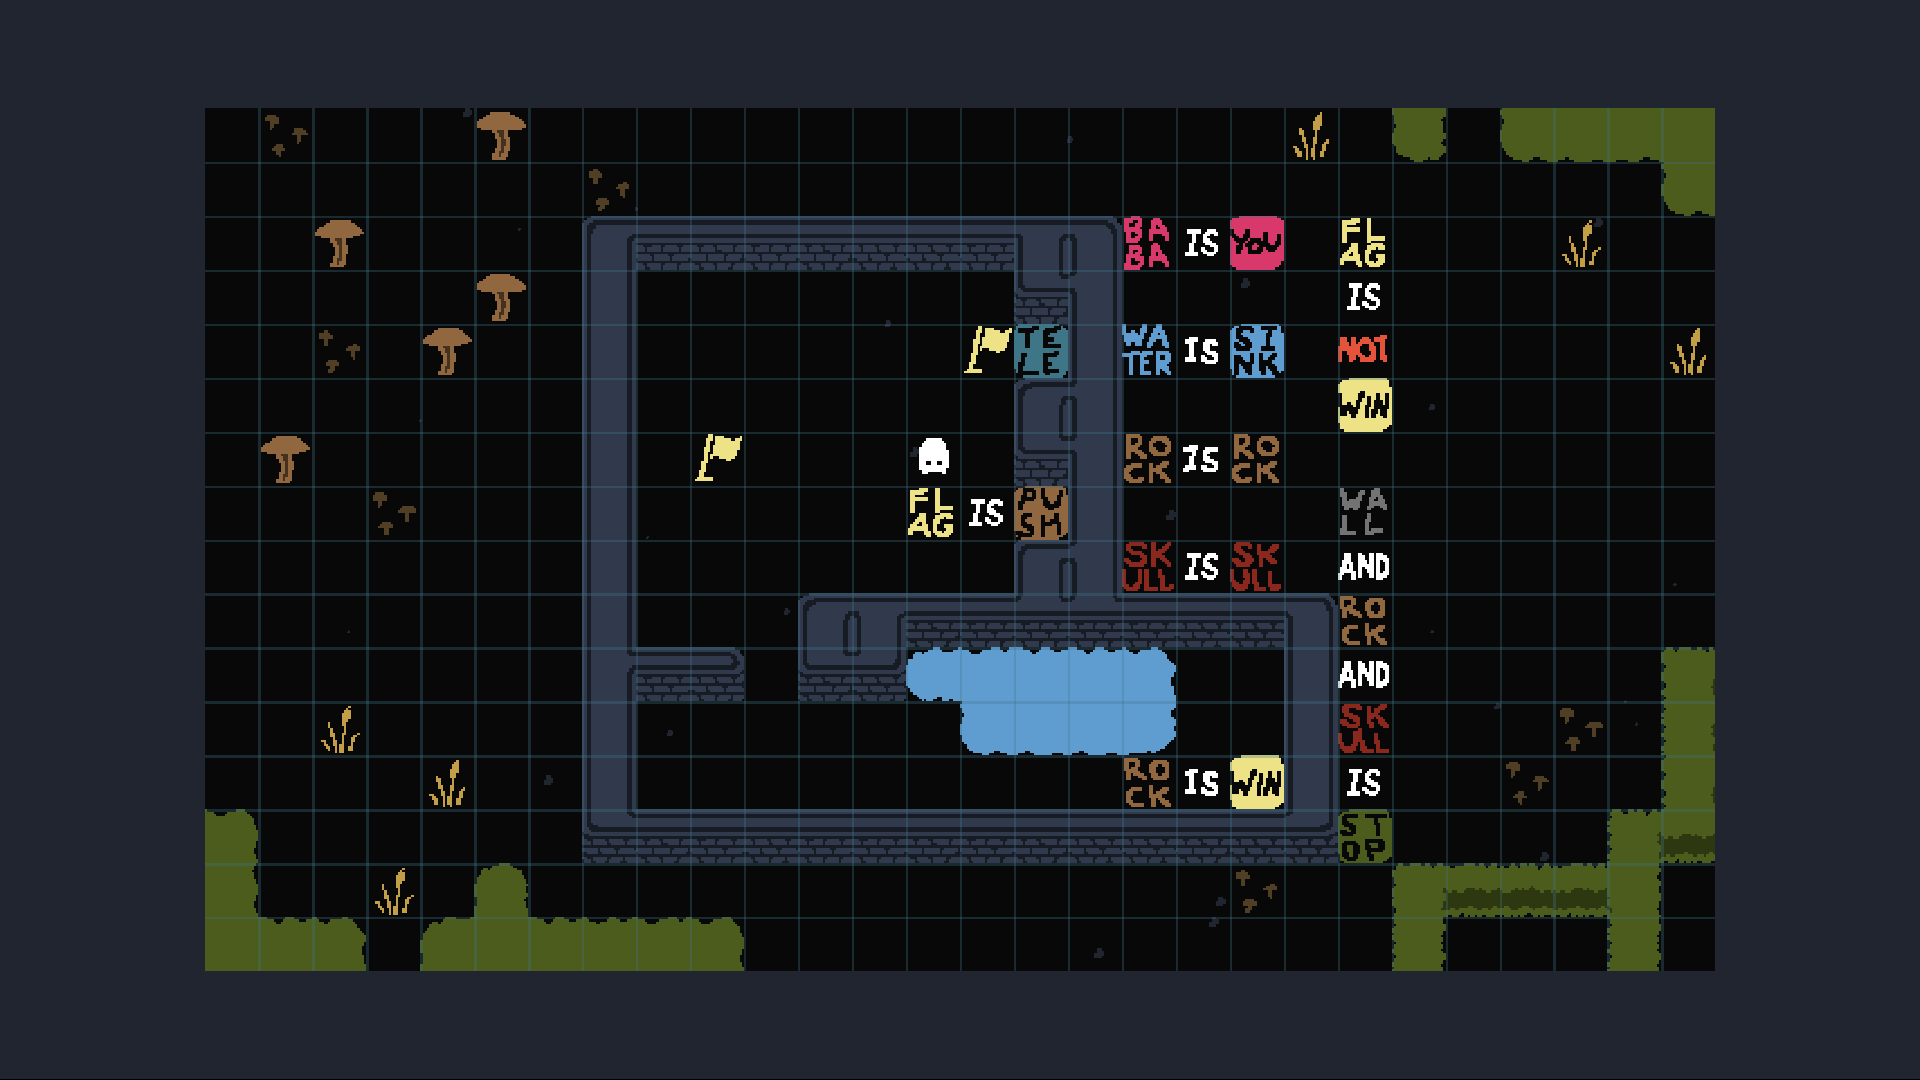 BABA IS YOU
FLAG
IS
TELE
WATER IS STINK
NOT
WIN
ROCK IS ROCK
FLAG IS PUSH
WALL
SKULL IS SKULL
AND
ROCK
AND
SKULL
ROCK IS WIN
IS
STOP